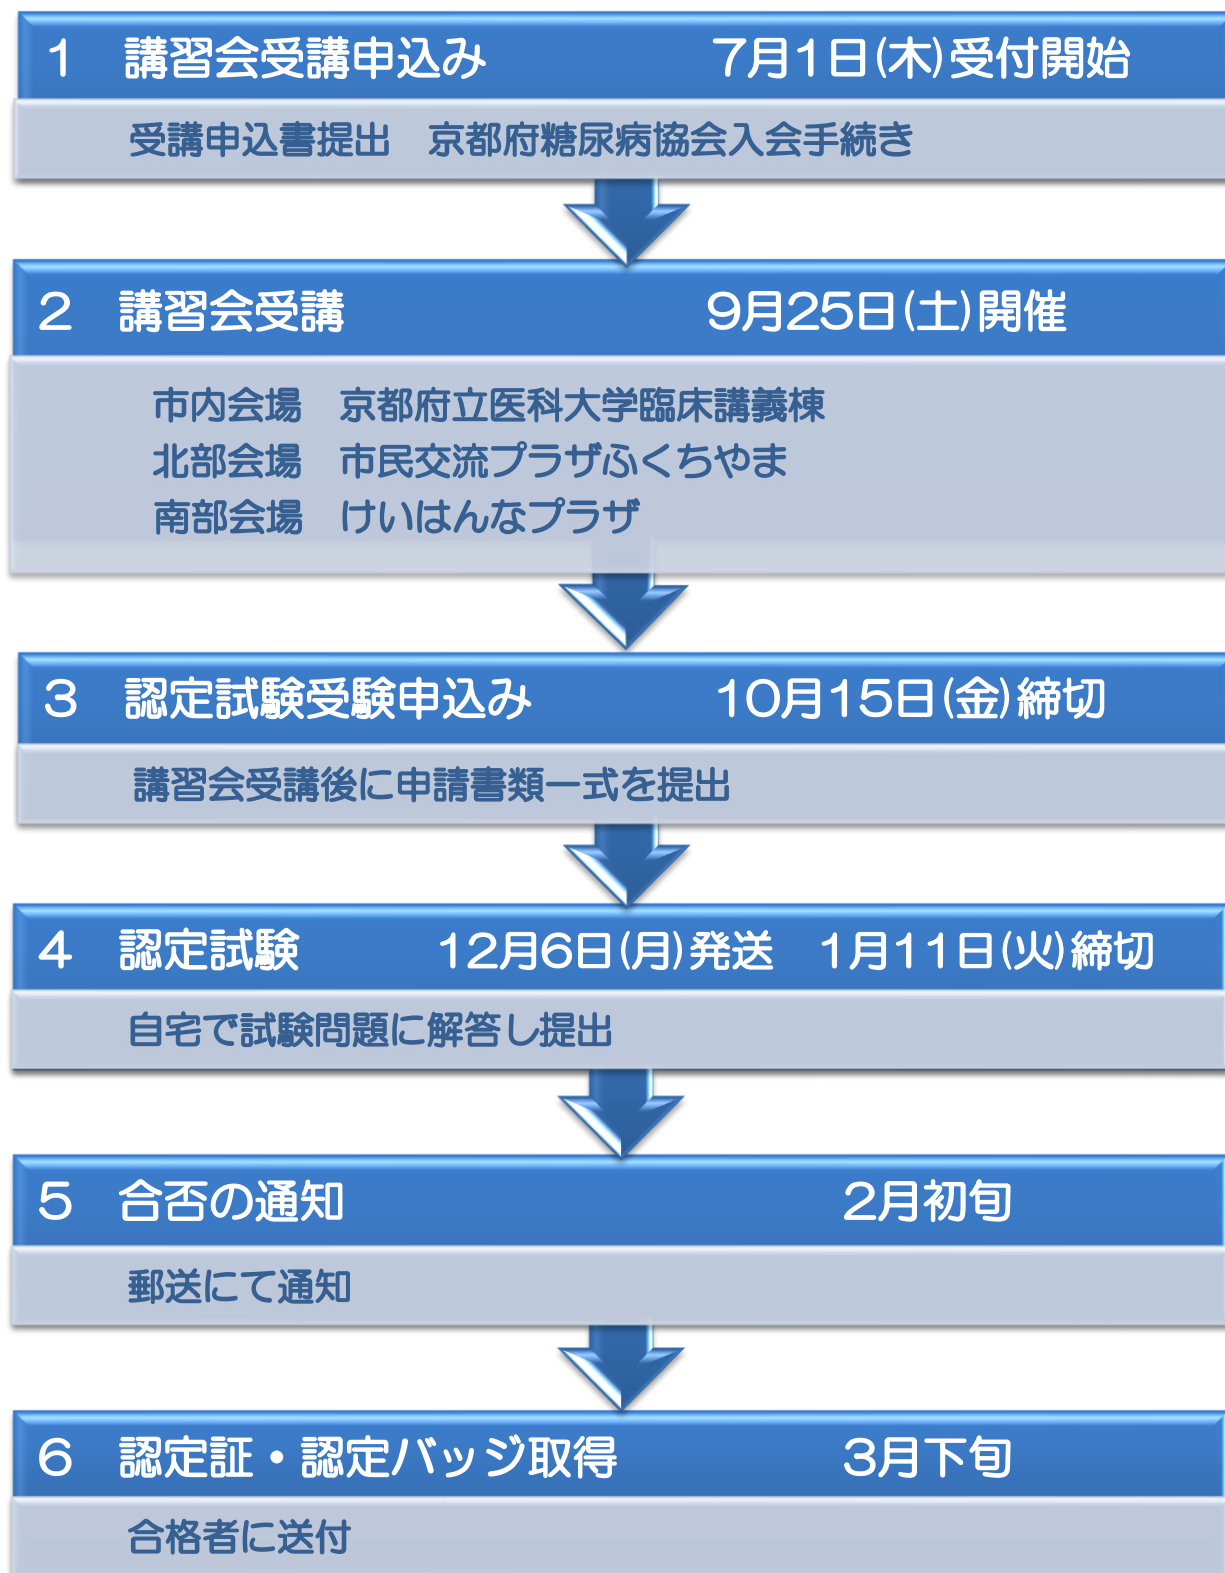 1 講習会受講申込み 7月1日(木)受付開始
受講申込書提出 京都府糖尿病協会入会手続き
2 講習会受講 9月25日(土)開催
市内会場 京都府立医科大学臨床講義棟
北部会場 市民交流プラザふくちやま
南部会場 けいはんなプラザ
3 認定試験受験申込み 10月15日(金)締切
講習会受講後に申請書類一式を提出
4 認定試験 12月6日(月)発送 1月11日(火)締切
自宅で試験問題に解答し提出
5 合否の通知 2月初旬
郵送にて通知
6 認定証・認定バッジ取得 3月下旬
合格者に送付